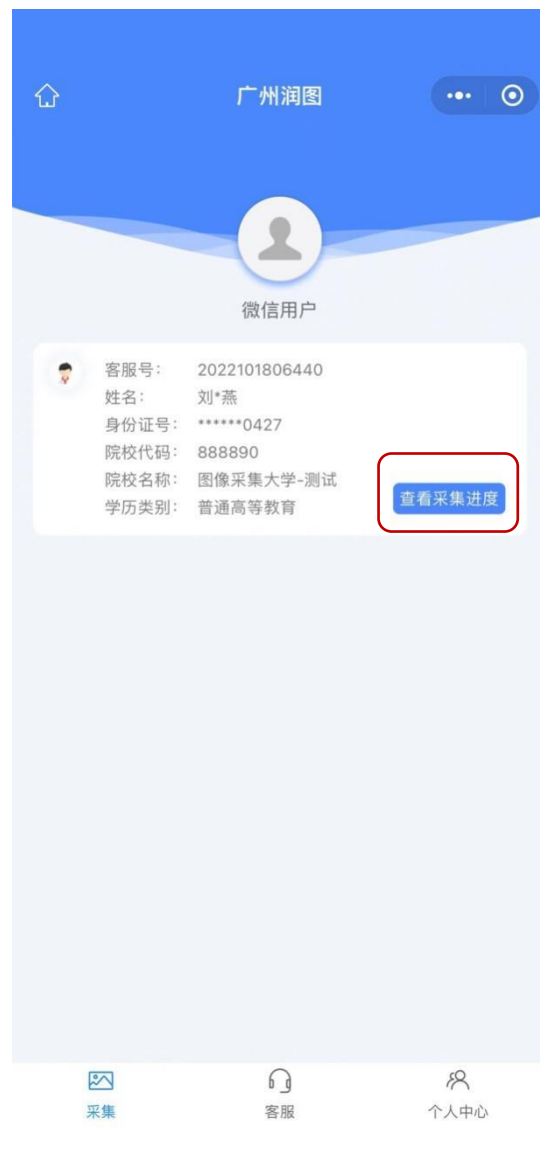 广州润图
微信用户
客服号: 2022101806440
姓名: 刘*燕
身份证号: ******0427
院校代码: 888890
院校名称: 图像采集大学-测试
学历类别: 普通高等教育
查看采集进度
采集 客服 个人中心